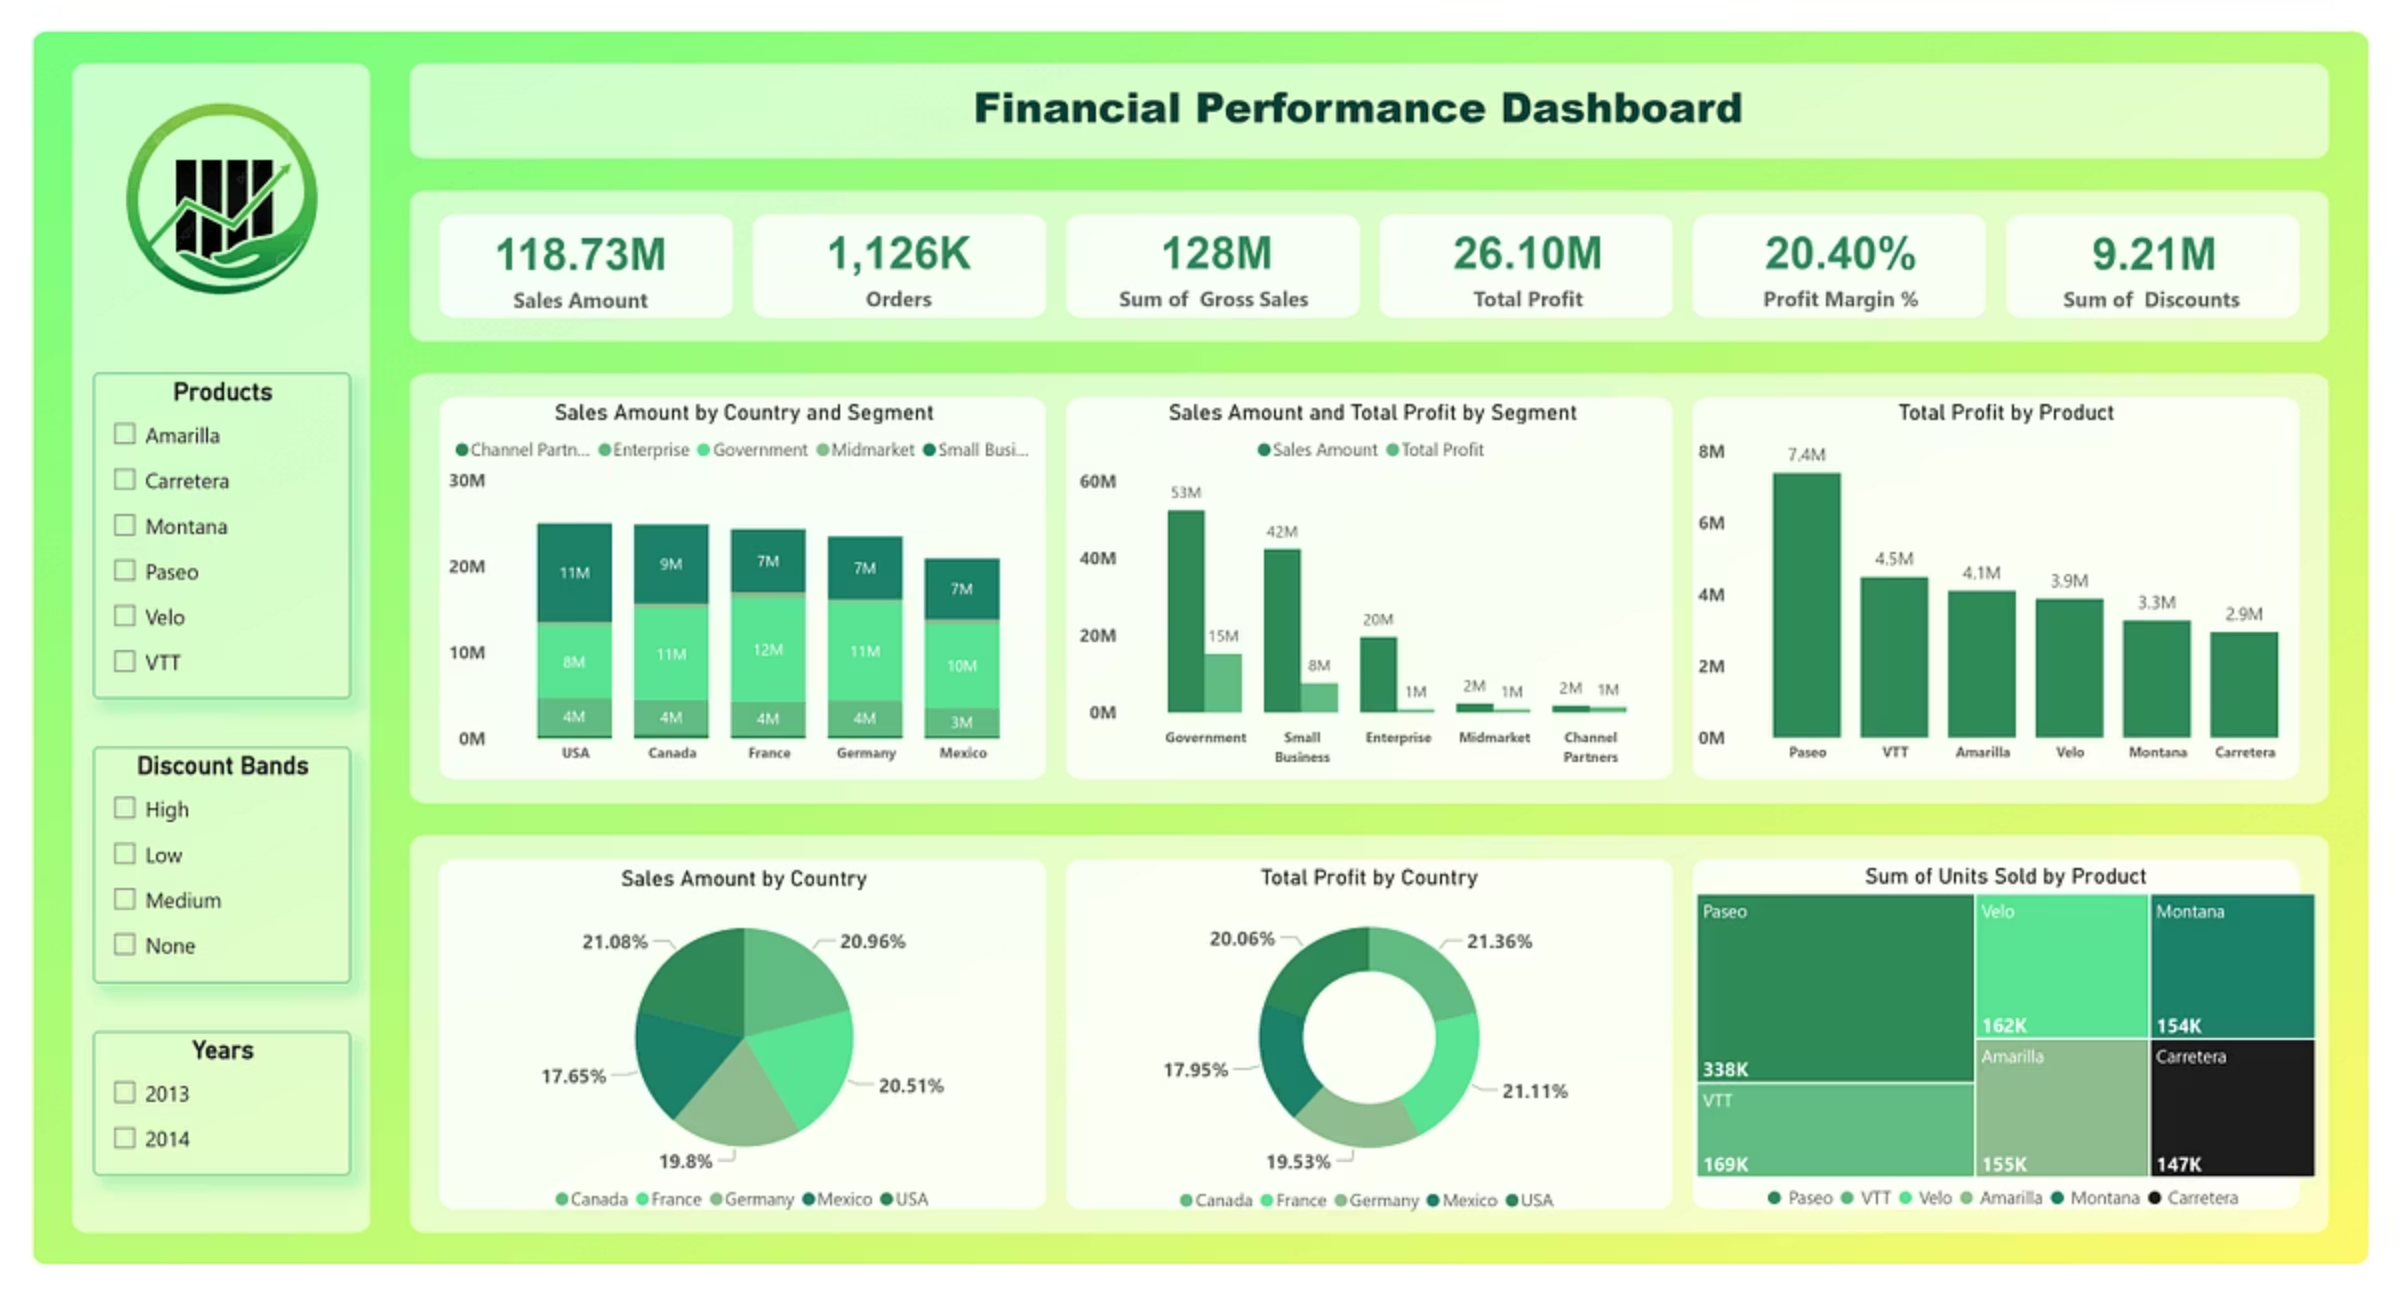 Financial Performance Dashboard
118.73M
Sales Amount
1,126K
Orders
128M
Sum of Gross Sales
26.10M
Total Profit
20.40%
Profit Margin %
9.21M
Sum of Discounts
Products
Amarilla
Carretera
Montana
Paseo
Velo
VTT
Discount Bands
High
Low
Medium
None
Years
2013
2014
Sales Amount by Country and Segment
Channel Partn... Enterprise Government Midmarket Small Busi...
30M
20M
10M
0M
11M
8M
4M
9M
11M
4M
7M
12M
4M
7M
11M
4M
7M
10M
3M
USA Canada France Germany Mexico
Sales Amount and Total Profit by Segment
Sales Amount Total Profit
60M
40M
20M
0M
53M
15M
42M
8M
20M
1M
2M
1M
2M
1M
Government
Small
Business
Enterprise
Midmarket
Channel
Partners
Total Profit by Product
8M
6M
4M
2M
0M
7.4M
4.5M
4.1M
3.9M
3.3M
2.9M
Paseo VTT Amarilla Velo Montana Carretera
Sales Amount by Country
21.08%
20.96%
17.65%
20.51%
19.8%
Canada France Germany Mexico USA
Total Profit by Country
20.06%
21.36%
17.95%
21.11%
19.53%
Canada France Germany Mexico USA
Sum of Units Sold by Product
Paseo
338K
VTT
169K
Velo
162K
Amarilla
155K
Montana
154K
Carretera
147K
Paseo VTT Velo Amarilla Montana Carretera